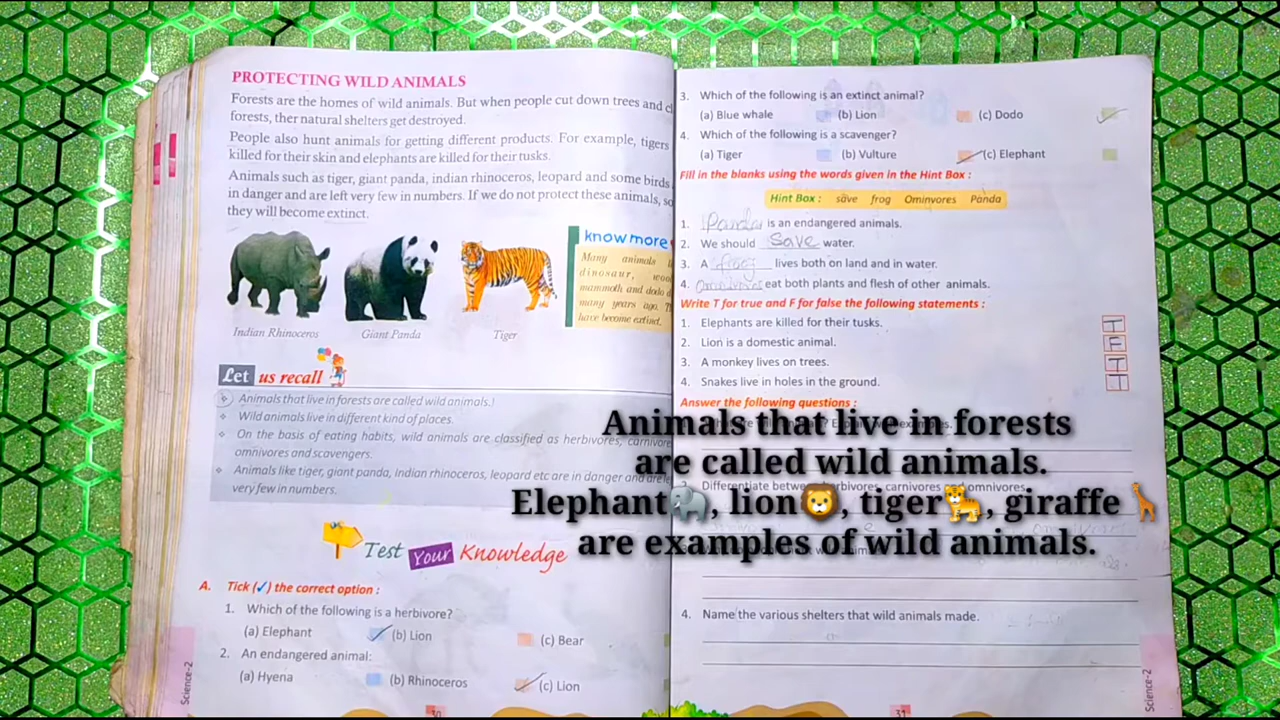 PROTECTING WILD ANIMALS
Forests are the homes of wild animals. But when people cut down trees and
forests, ther natural shelters get destroyed.
People also hunt animals for getting different products. For example, tigers
killed for their skin and elephants are killed for their tusks.
Animals such as tiger, giant panda, indian rhinoceros, leopard and some birds
in danger and are left very few in numbers. If we do not protect these animals,
they will become extinct.
Indian Rhinoceros
Giant Panda
Tiger
know more
Many animals
dinosaur,
mammoth and dodo
many years ago.
have become extinct.
Let us recall
Animals that live in forests are called wild animals.
Wild animals live in different kind of places.
On the basis of eating habits, wild animals are classified as herbivores,
omnivores and scavengers.
Animals like tiger, giant panda, Indian rhinoceros, leopard etc are in danger and
very few in numbers.
Test Your Knowledge
A. Tick (✓) the correct option :
1. Which of the following is a herbivore?
(a) Elephant (b) Lion (c) Bear
2. An endangered animal:
(a) Hyena (b) Rhinoceros (c) Lion
Science-2
30
3. Which of the following is an extinct animal?
(a) Blue whale (b) Lion (c) Dodo
4. Which of the following is a scavenger?
(a) Tiger (b) Vulture (c) Elephant
Fill in the blanks using the words given in the Hint Box :
Hint Box : save frog Ominvores Panda
1. Panda is an endangered animals.
2. We should save water.
3. A frog lives both on land and in water.
4. Omnivores eat both plants and flesh of other animals.
Write T for true and F for false the following statements :
1. Elephants are killed for their tusks. T
2. Lion is a domestic animal. F
3. A monkey lives on trees. T
4. Snakes live in holes in the ground. T
Answer the following questions :
Animals that live in forests
are called wild animals.
Differentiate between herbivores, carnivores and omnivores.
Elephant🐘, lion🦁, tiger🐅, giraffe🦒
are examples of wild animals.
4. Name the various shelters that wild animals made.
Science-2
31